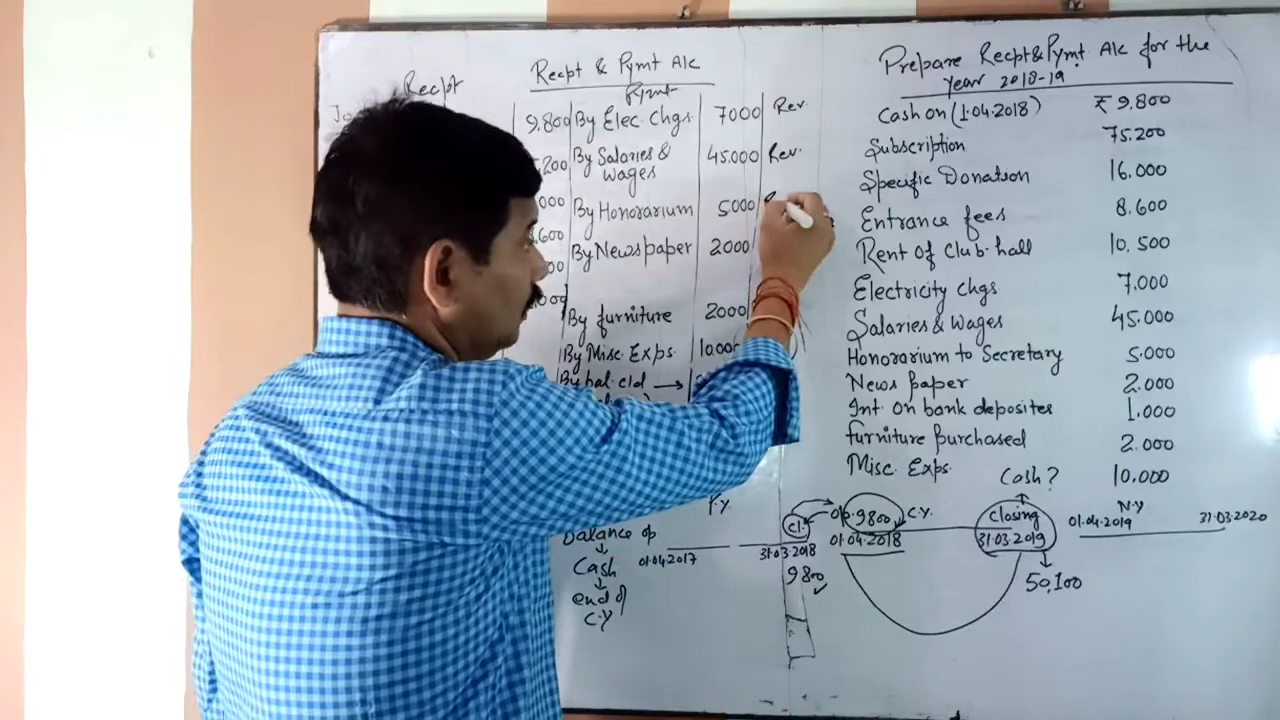 Recpt & Pymt A/c
Recpt
Pymt
9.800 By Elec. Chgs. 7000 Rev.
200 By Salaries & 45.000 Rev.
wages
000 By Honorarium 5000
.600 By Newspaper 2000
00
000
By furniture 2000
By Misc. Exps. 10.000
By bal. c/d →
Balance of
↓
Cash
↓
end of
C.Y
P.Y.
01.04.2017
cl.
31.03.2018
9800 ✓
Prepare Recpt & Pymt A/c for the
year 2018-19
Cash on (1.04.2018) ₹ 9.800
Subscription 75.200
Specific Donation 16.000
Entrance fees 8.600
Rent of Club-hall 10,500
Electricity chgs. 7.000
Salaries & Wages 45.000
Honorarium to Secretary 5.000
News paper 2.000
Int. on bank deposites 1.000
furniture purchased 2.000
Misc. Exps. 10,000
Cash?
o/p.9800 C.Y.
01.04.2018
Closing
31.03.2019
50,100
N.Y
01.04.2019 31.03.2020